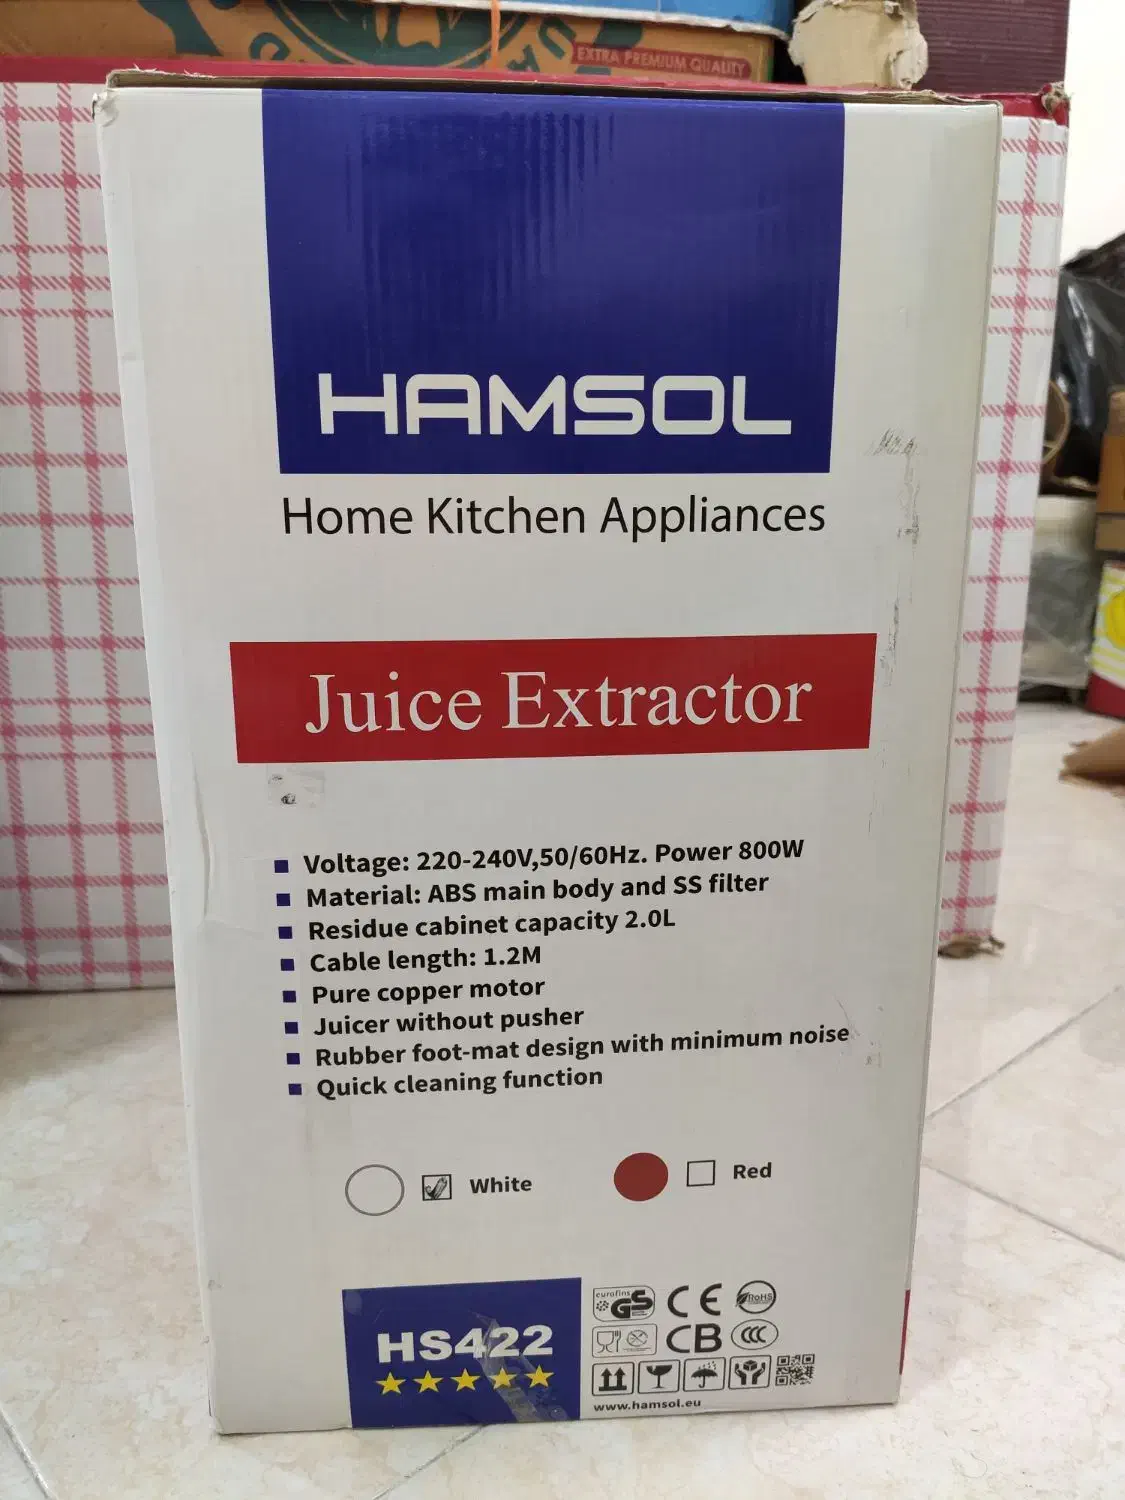 EXTRA PREMIUM QUALITY
HAMSOL
Home Kitchen Appliances
Juice Extractor
Voltage: 220-240V,50/60Hz. Power 800W
Material: ABS main body and SS filter
Residue cabinet capacity 2.0L
Cable length: 1.2M
Pure copper motor
Juicer without pusher
Rubber foot-mat design with minimum noise
Quick cleaning function
White
Red
HS422
eurofins
GS
CE
RoHS
CB
CCC
www.hamsol.eu